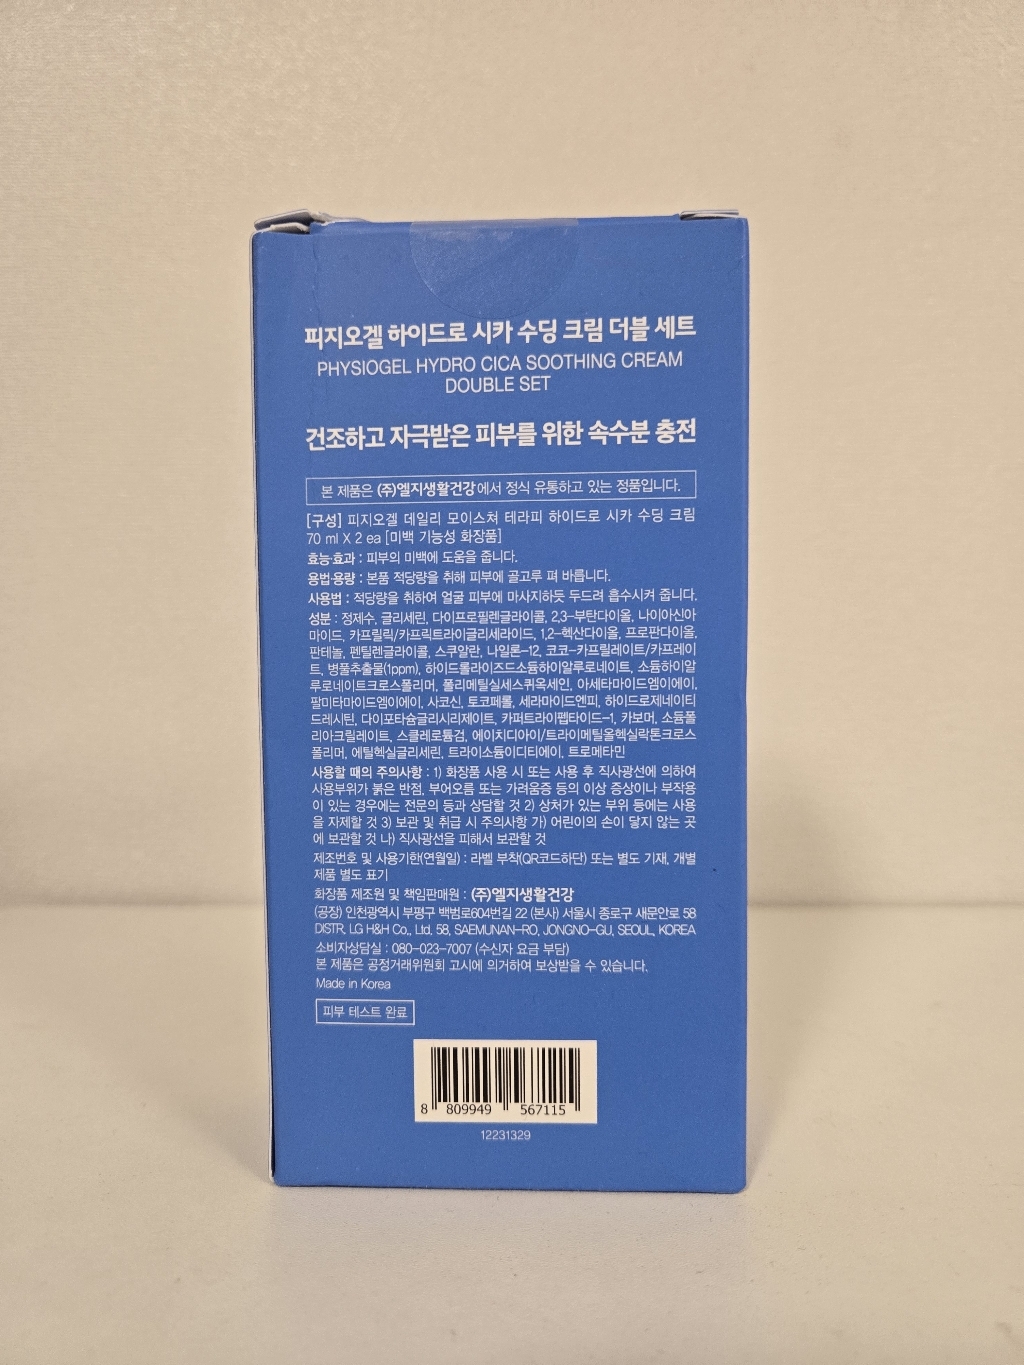 피지오겔 하이드로 시카 수딩 크림 더블 세트
PHYSIOGEL HYDRO CICA SOOTHING CREAM
DOUBLE SET
건조하고 자극받은 피부를 위한 속수분 충전
본 제품은 (주)엘지생활건강에서 정식 유통하고 있는 정품입니다.
[구성] 피지오겔 데일리 모이스쳐 테라피 하이드로 시카 수딩 크림
70 ml X 2 ea [미백 기능성 화장품]
효능·효과 : 피부의 미백에 도움을 줍니다.
용법·용량 : 본품 적당량을 취해 피부에 골고루 펴 바릅니다.
사용법 : 적당량을 취하여 얼굴 피부에 마사지하듯 두드려 흡수시켜 줍니다.
성분 : 정제수, 글리세린, 다이프로필렌글라이콜, 2,3-부탄다이올, 나이아신아
마이드, 카프릴릭/카프릭트라이글리세라이드, 1,2-헥산다이올, 프로판다이올,
판테놀, 펜틸렌글라이콜, 스쿠알란, 나일론-12, 코코-카프릴레이트/카프레이
트, 병풀추출물(1ppm), 하이드롤라이즈드소듐하이알루로네이트, 소듐하이알
루로네이트크로스폴리머, 폴리메틸실세스퀴옥세인, 아세타마이드엠이에이,
팔미타마이드엠이에이, 사코신, 토코페롤, 세라마이드엔피, 하이드로제네이티
드레시틴, 다이포타슘글리시리제이트, 카퍼트라이펩타이드-1, 카보머, 소듐폴
리아크릴레이트, 스클레로튬검, 에이치디아이/트라이메틸올헥실락톤크로스
폴리머, 에틸헥실글리세린, 트라이소듐이디티에이, 트로메타민
사용할 때의 주의사항 : 1) 화장품 사용 시 또는 사용 후 직사광선에 의하여
사용부위가 붉은 반점, 부어오름 또는 가려움증 등의 이상 증상이나 부작용
이 있는 경우에는 전문의 등과 상담할 것 2) 상처가 있는 부위 등에는 사용
을 자제할 것 3) 보관 및 취급 시 주의사항 가) 어린이의 손이 닿지 않는 곳
에 보관할 것 나) 직사광선을 피해서 보관할 것
제조번호 및 사용기한(연월일) : 라벨 부착(QR코드하단) 또는 별도 기재, 개별
제품 별도 표기
화장품 제조원 및 책임판매원 : (주)엘지생활건강
(공장) 인천광역시 부평구 백범로604번길 22 (본사) 서울시 종로구 새문안로 58
DISTR. LG H&H Co., Ltd. 58, SAEMUNAN-RO, JONGNO-GU, SEOUL, KOREA
소비자상담실 : 080-023-7007 (수신자 요금 부담)
본 제품은 공정거래위원회 고시에 의거하여 보상받을 수 있습니다.
Made in Korea
피부 테스트 완료
8 809949 567115
12231329